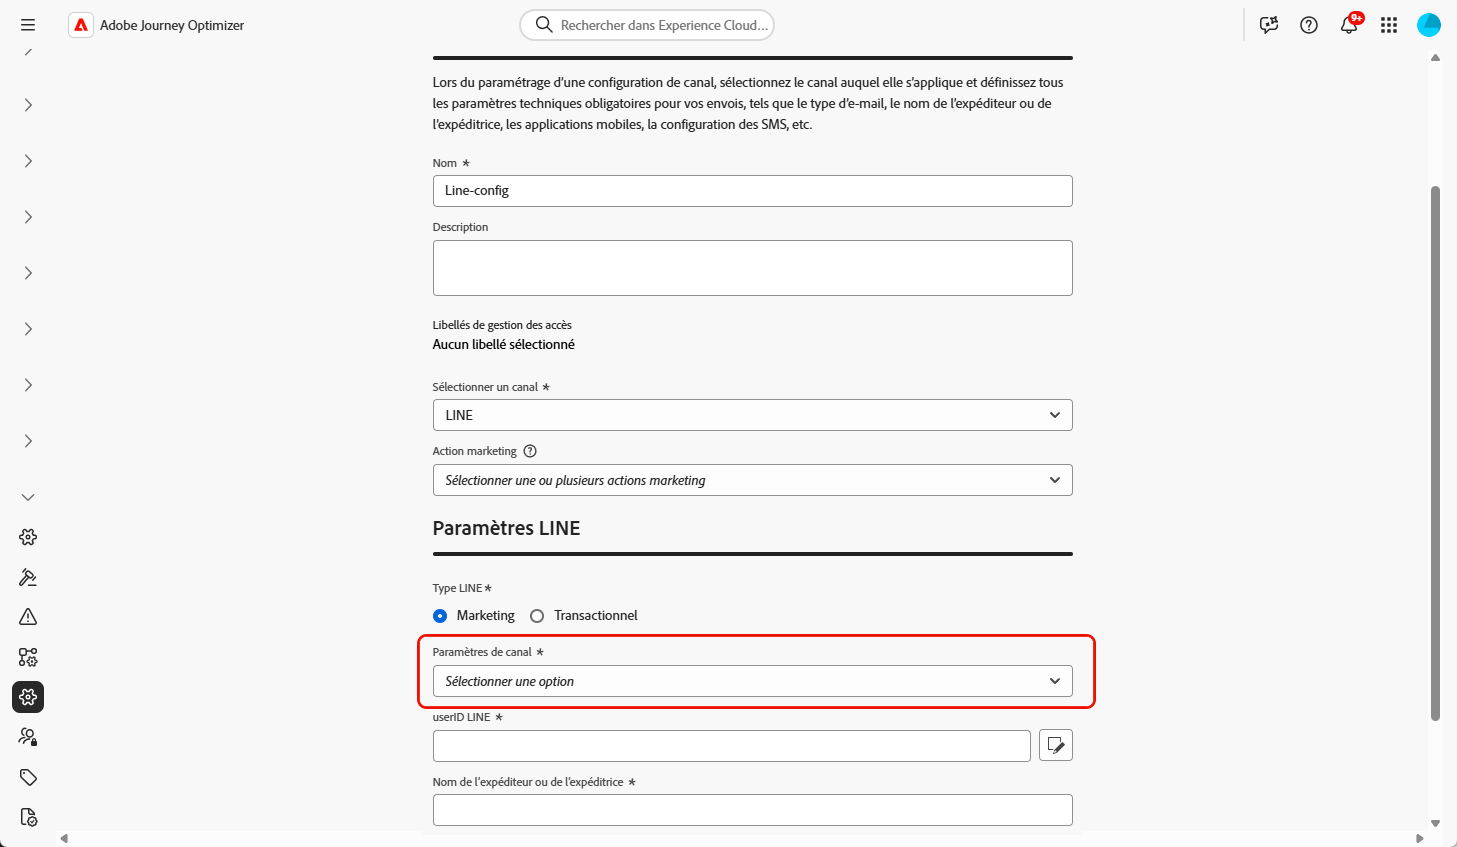 Adobe Journey Optimizer
Rechercher dans Experience Cloud...
9+
Lors du paramétrage d’une configuration de canal, sélectionnez le canal auquel elle s’applique et définissez tous
les paramètres techniques obligatoires pour vos envois, tels que le type d’e-mail, le nom de l’expéditeur ou de
l’expéditrice, les applications mobiles, la configuration des SMS, etc.
Nom *
Line-config
Description
Libellés de gestion des accès
Aucun libellé sélectionné
Sélectionner un canal *
LINE
Action marketing
Sélectionner une ou plusieurs actions marketing
Paramètres LINE
Type LINE *
Marketing Transactionnel
Paramètres de canal *
Sélectionner une option
userID LINE *
Nom de l’expéditeur ou de l’expéditrice *